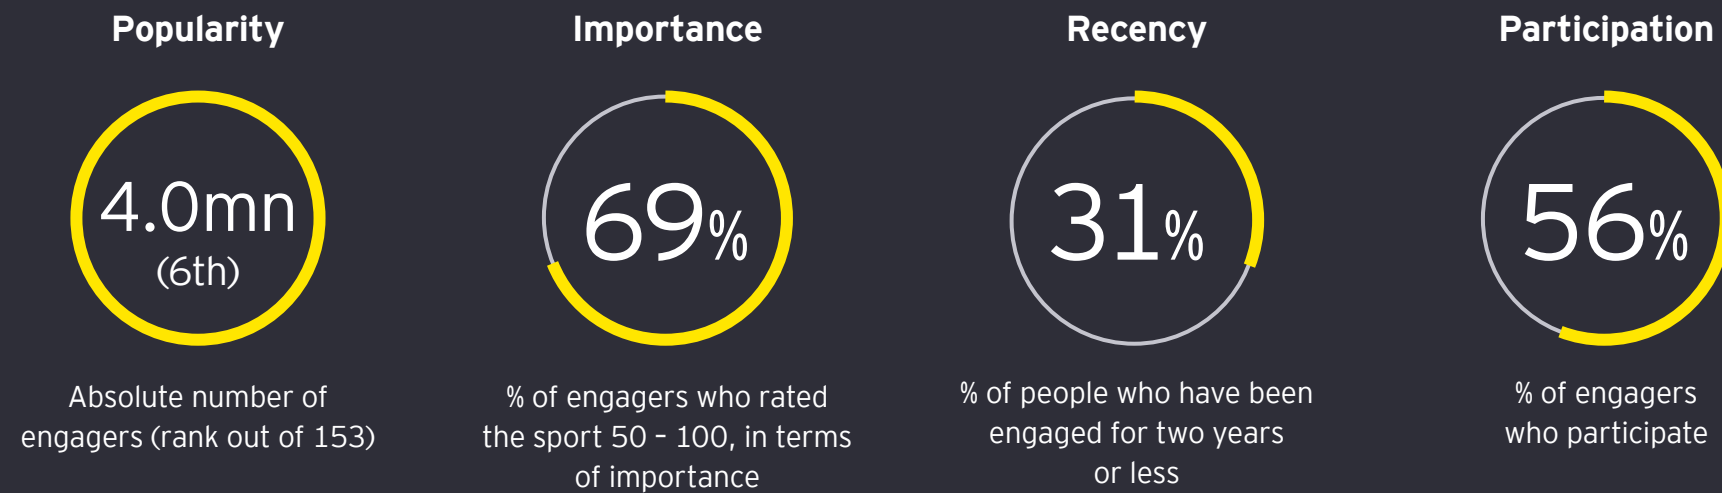 Popularity
4.0mn
(6th)
Absolute number of
engagers (rank out of 153)
Importance
69%
% of engagers who rated
the sport 50 – 100, in terms
of importance
Recency
31%
% of people who have been
engaged for two years
or less
Participation
56%
% of engagers
who participate